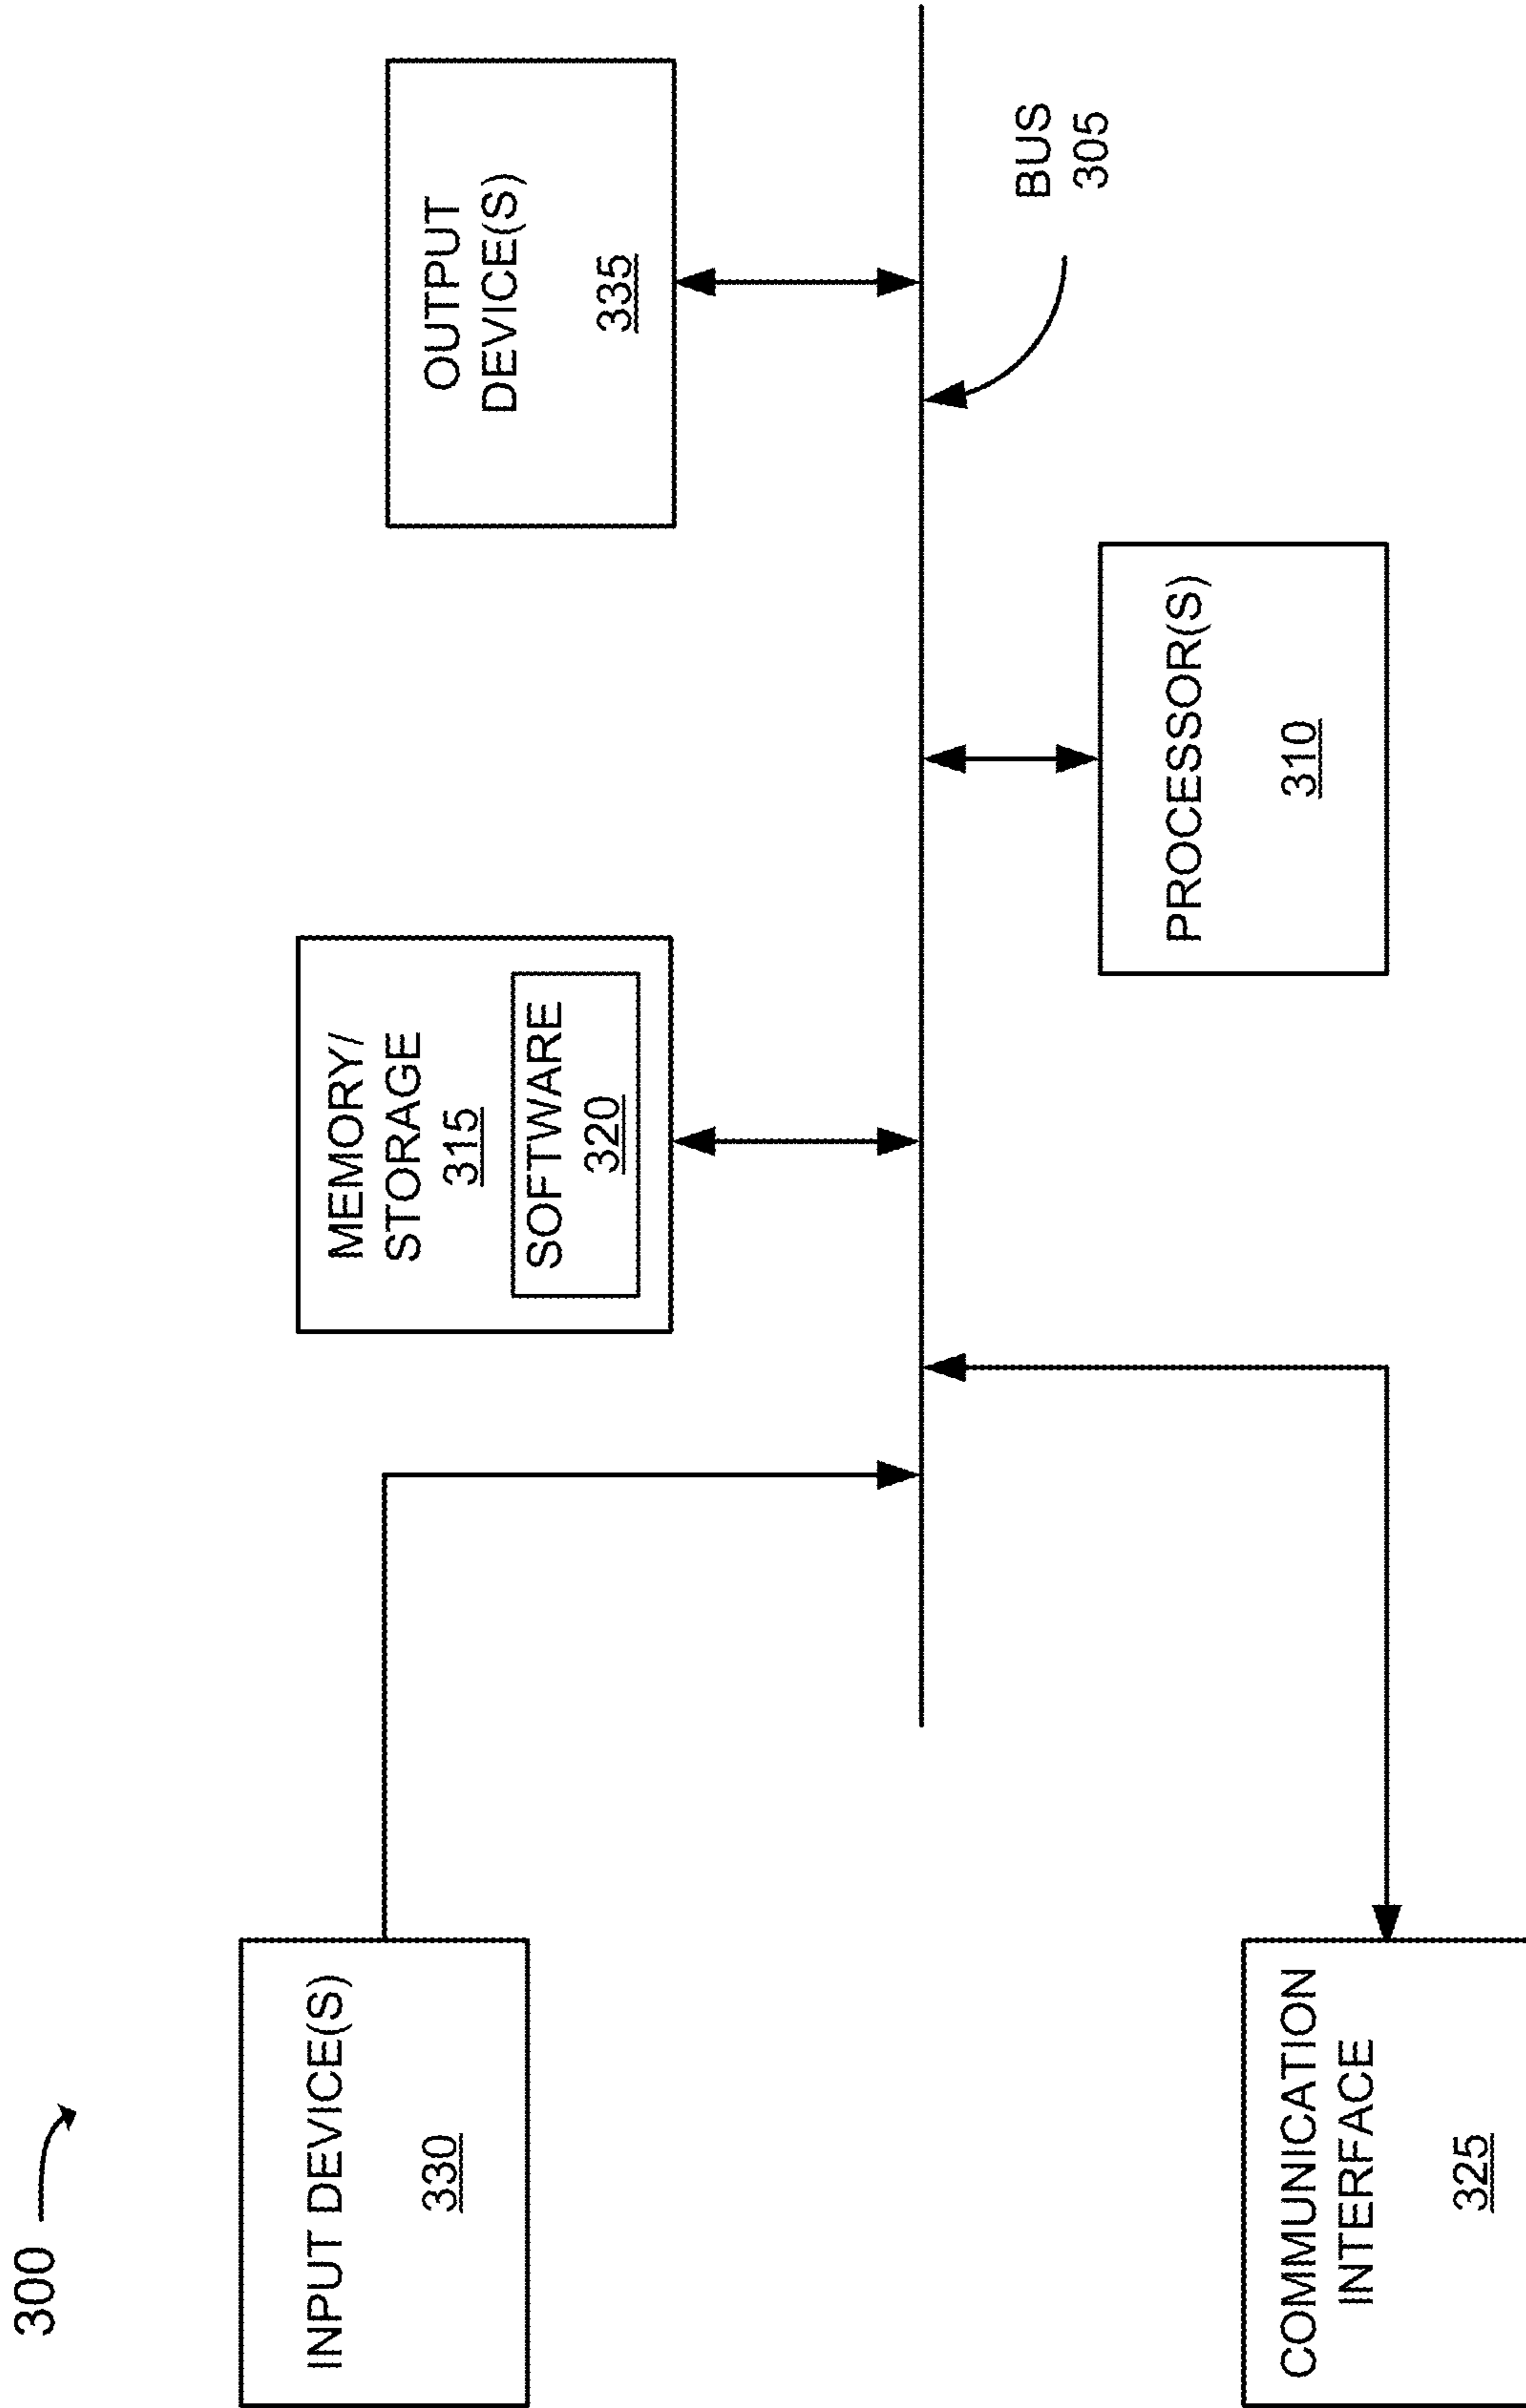 300
INPUT DEVICE(S)
330
MEMORY/
STORAGE
315
SOFTWARE
320
OUTPUT
DEVICE(S)
335
BUS
305
PROCESSOR(S)
310
COMMUNICATION
INTERFACE
325